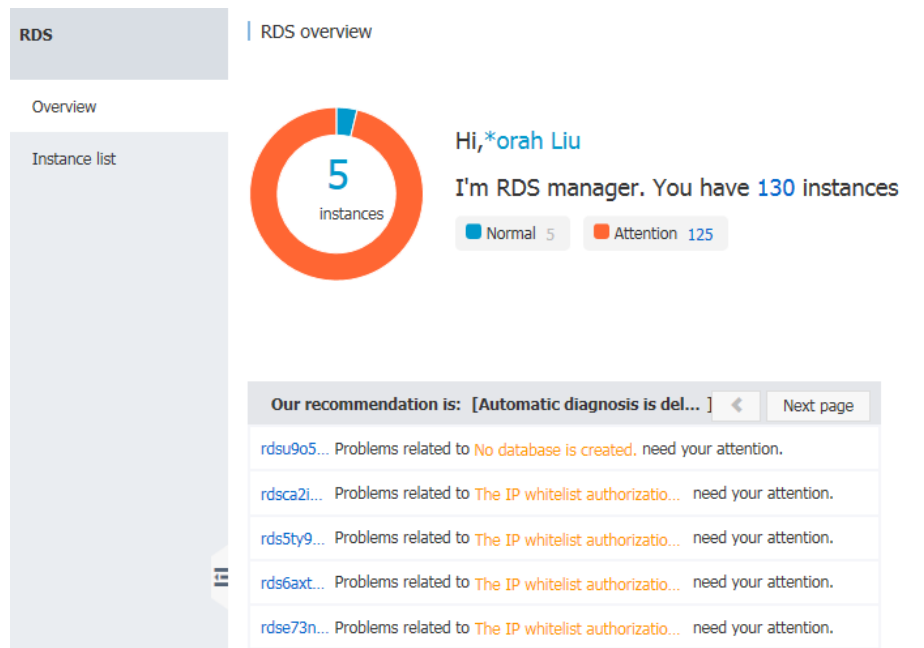 RDS
RDS overview
Overview
Instance list
5
instances
Hi,*orah Liu
I'm RDS manager. You have 130 instances
Normal 5 Attention 125
Our recommendation is: [Automatic diagnosis is del... ] Next page
rdsu9o5... Problems related to No database is created. need your attention.
rdsca2i... Problems related to The IP whitelist authorizatio... need your attention.
rds5ty9... Problems related to The IP whitelist authorizatio... need your attention.
rds6axt... Problems related to The IP whitelist authorizatio... need your attention.
rdse73n... Problems related to The IP whitelist authorizatio... need your attention.